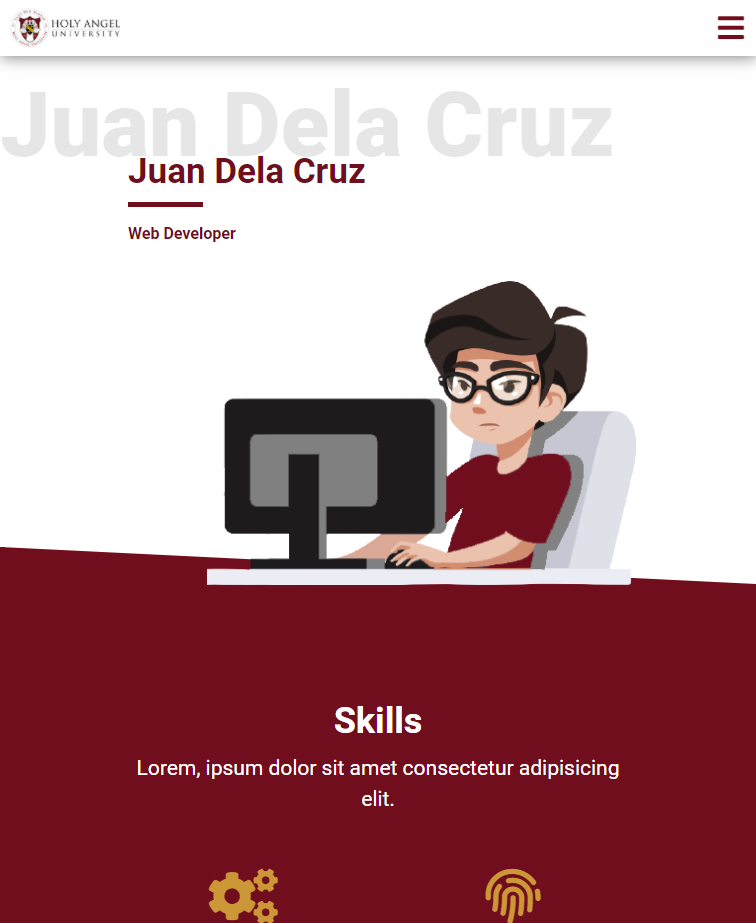 HOLY ANGEL
UNIVERSITY
Juan Dela Cruz
Juan Dela Cruz
Web Developer
Skills
Lorem, ipsum dolor sit amet consectetur adipisicing
elit.